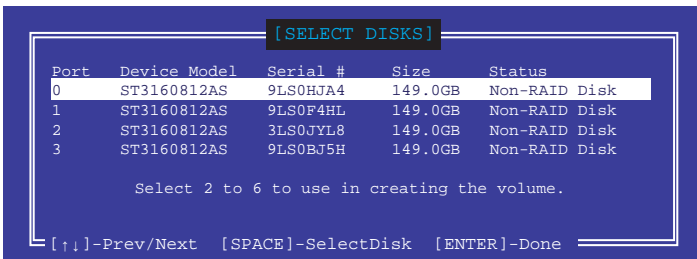 [SELECT DISKS]
Port Device Model Serial # Size Status
0 ST3160812AS 9LS0HJA4 149.0GB Non-RAID Disk
1 ST3160812AS 9LS0F4HL 149.0GB Non-RAID Disk
2 ST3160812AS 3LS0JYL8 149.0GB Non-RAID Disk
3 ST3160812AS 9LS0BJ5H 149.0GB Non-RAID Disk
Select 2 to 6 to use in creating the volume.
[↑↓]-Prev/Next [SPACE]-SelectDisk [ENTER]-Done